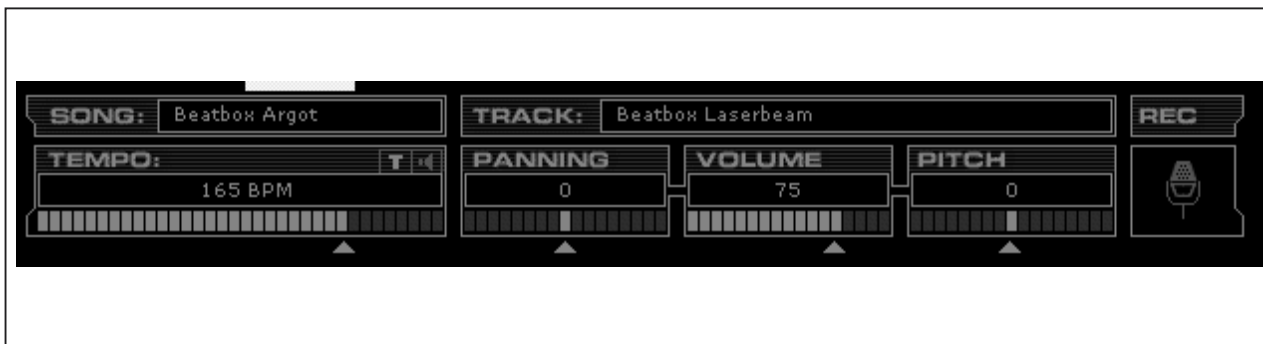 SONG: Beatbox Argot TRACK: Beatbox Laserbeam REC
TEMPO: T PANNING VOLUME PITCH
165 BPM 0 75 0